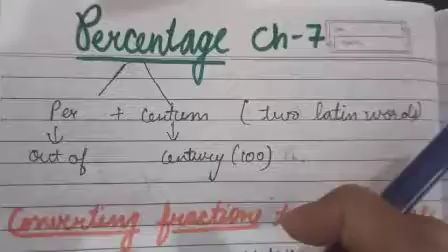 Percentage Ch-7
Per + Centum (two latin words)
out of century (100)
Converting fractions